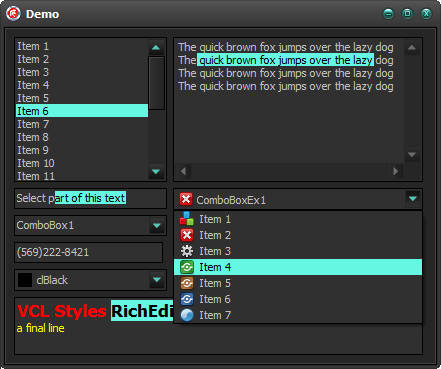 Demo
Item 1
Item 2
Item 3
Item 4
Item 5
Item 6
Item 7
Item 8
Item 9
Item 10
Item 11
The quick brown fox jumps over the lazy dog
The quick brown fox jumps over the lazy dog
The quick brown fox jumps over the lazy dog
The quick brown fox jumps over the lazy dog
Select part of this text
ComboBoxEx1
ComboBox1
(569)222-8421
clBlack
Item 1
Item 2
Item 3
Item 4
Item 5
Item 6
Item 7
VCL Styles RichEdi
a final line